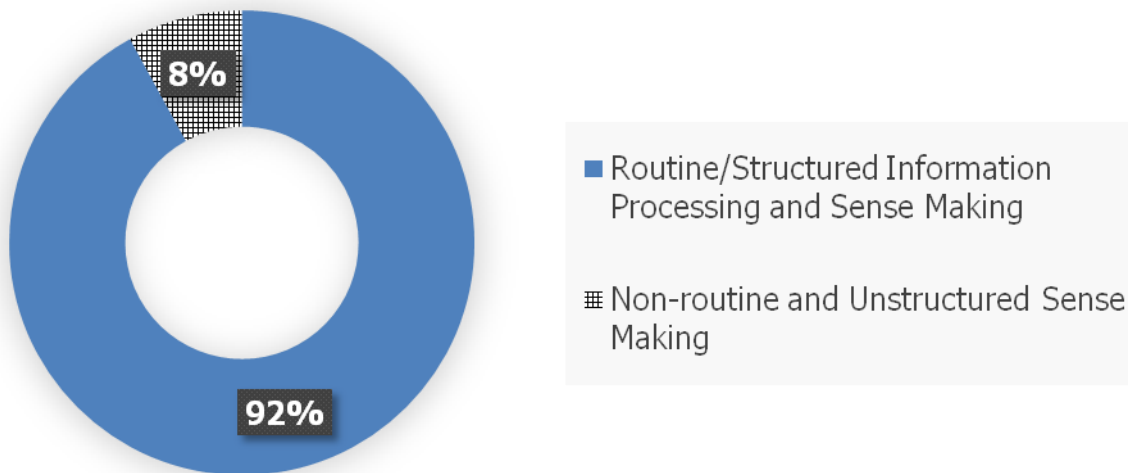 8%
92%
Routine/Structured Information
Processing and Sense Making
Non-routine and Unstructured Sense
Making